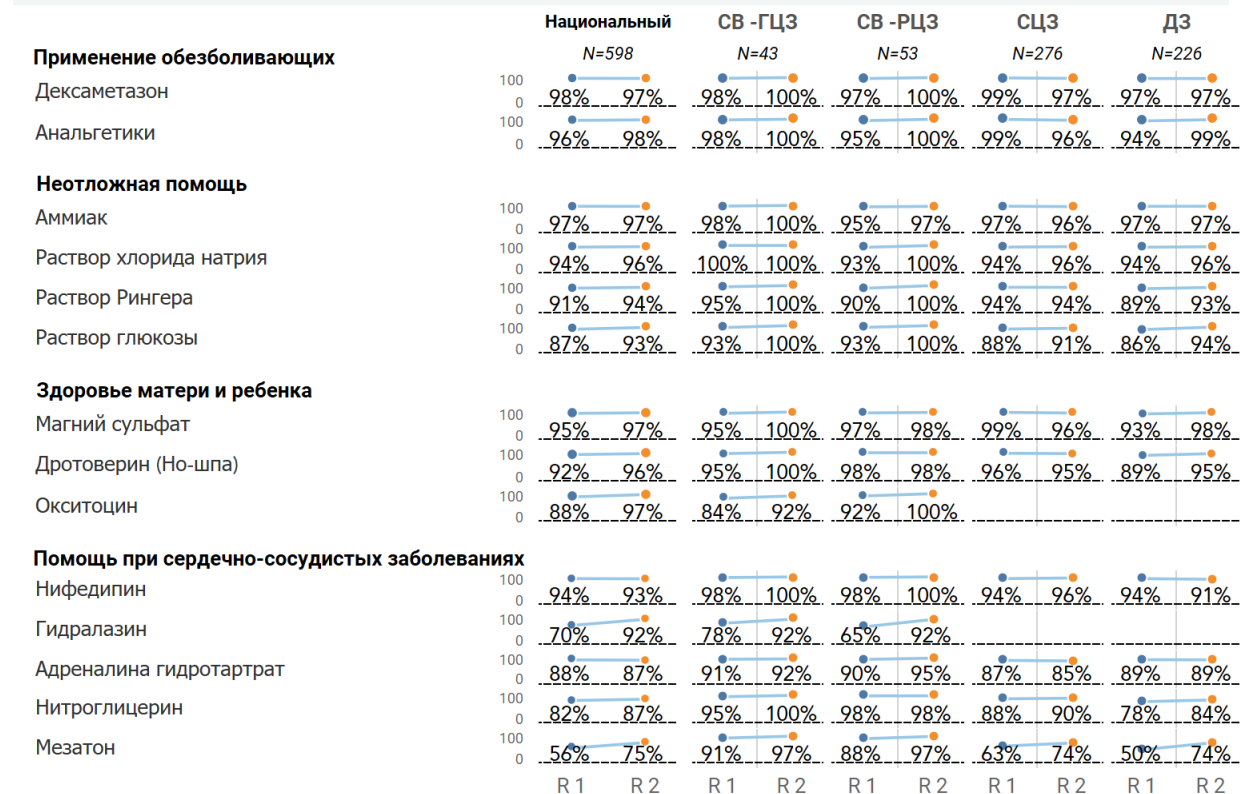 Национальный СВ -ГЦЗ СВ -РЦЗ СЦЗ ДЗ
N=598 N=43 N=53 N=276 N=226
Применение обезболивающих
Дексаметазон 100 0 98% 97% 98% 100% 97% 100% 99% 97% 97% 97%
Анальгетики 100 0 96% 98% 98% 100% 95% 100% 99% 96% 94% 99%
Неотложная помощь
Аммиак 100 0 97% 97% 98% 100% 95% 97% 97% 96% 97% 97%
Раствор хлорида натрия 100 0 94% 96% 100% 100% 93% 100% 94% 96% 94% 96%
Раствор Рингера 100 0 91% 94% 95% 100% 90% 100% 94% 94% 89% 93%
Раствор глюкозы 100 0 87% 93% 93% 100% 93% 100% 88% 91% 86% 94%
Здоровье матери и ребенка
Магний сульфат 100 0 95% 97% 95% 100% 97% 98% 99% 96% 93% 98%
Дротоверин (Но-шпа) 100 0 92% 96% 95% 100% 98% 98% 96% 95% 89% 95%
Окситоцин 100 0 88% 97% 84% 92% 92% 100%
Помощь при сердечно-сосудистых заболеваниях
Нифедипин 100 0 94% 93% 98% 100% 98% 100% 94% 96% 94% 91%
Гидралазин 100 0 70% 92% 78% 92% 65% 92%
Адреналина гидротартрат 100 0 88% 87% 91% 92% 90% 95% 87% 85% 89% 89%
Нитроглицерин 100 0 82% 87% 95% 100% 98% 98% 88% 90% 78% 84%
Мезатон 100 0 56% 75% 91% 97% 88% 97% 63% 74% 50% 74%
R 1 R 2 R 1 R 2 R 1 R 2 R 1 R 2 R 1 R 2